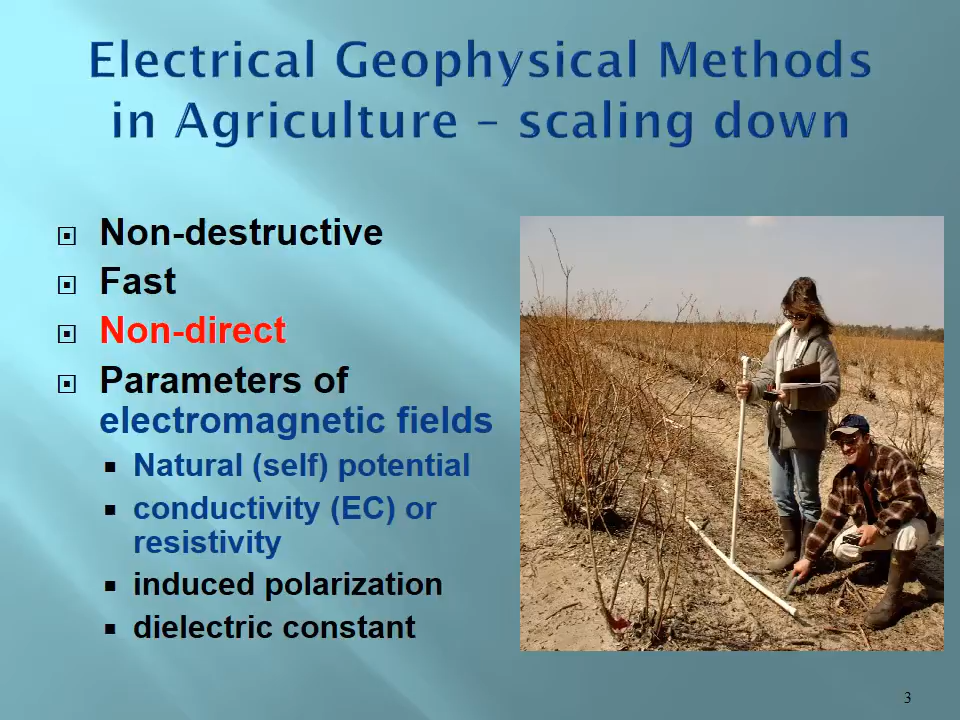 Electrical Geophysical Methods
in Agriculture – scaling down
Non-destructive
Fast
Non-direct
Parameters of
electromagnetic fields
Natural (self) potential
conductivity (EC) or
resistivity
induced polarization
dielectric constant
3